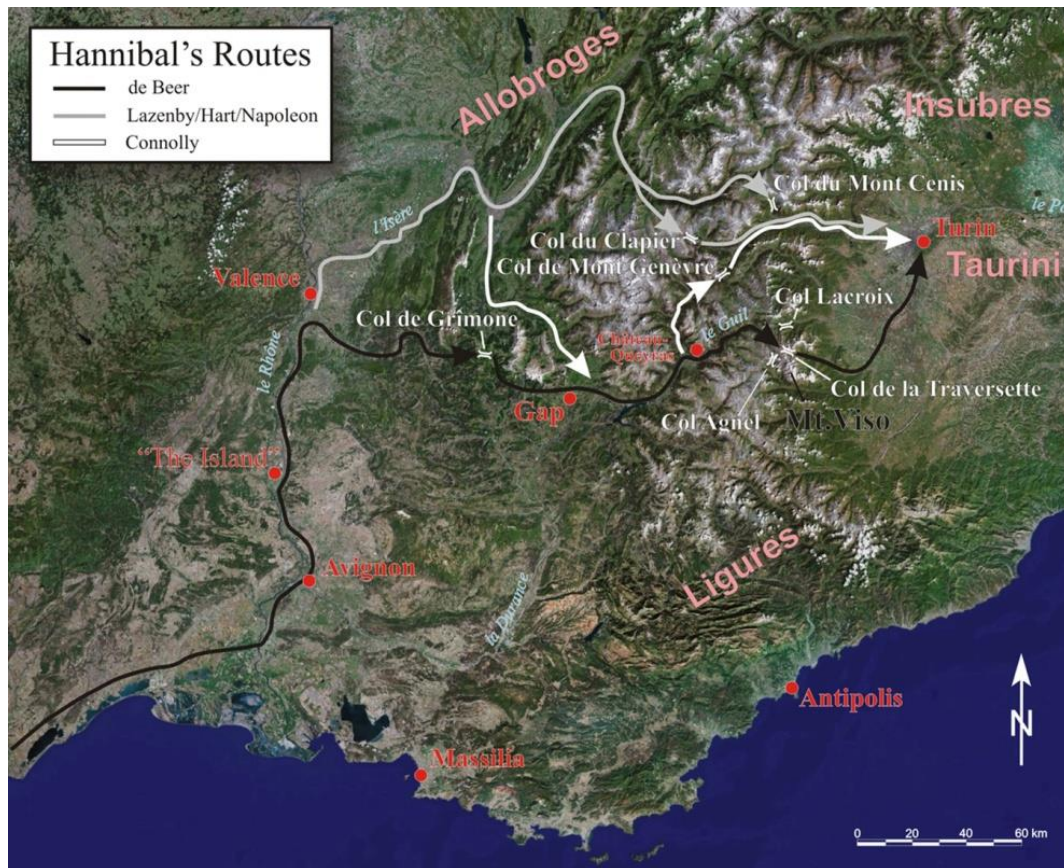 Hannibal's Routes
de Beer
Lazenby/Hart/Napoleon
Connolly
Allobroges
Insubres
l'Isère
Col du Mont Cenis
le Po
Valence
Col du Clapier
Turin
Col de Mont Genèvre
Taurini
Col de Grimone
Col Lacroix
le Guil
Château-
Queyras
le Rhône
Col de la Traversette
Gap
Col Agnel
Mt.Viso
"The Island"
Avignon
Ligures
la Durance
Antipolis
Massilia
N
0 20 40 60 km